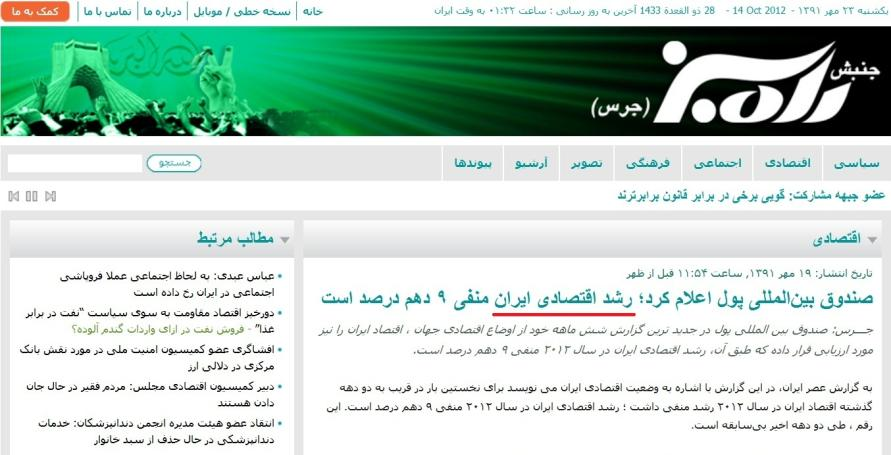 یکشنبه ۲۳ مهر ۱۳۹۱ - 14 Oct 2012 - 28 ذو القعدة 1433 آخرین به روز رسانی : ساعت ۰۱:۳۲ به وقت ایران
خانه | نسخه خطی / موبایل | درباره ما | تماس با ما | کمک به ما
جنبش
راه سبز
(جرس)
سیاسی | اقتصادی | اجتماعی | فرهنگی | تصویر | آرشیو | پیوندها
جستجو
عضو جبهه مشارکت: گویی برخی در برابر قانون برابرترند
اقتصادی
تاریخ انتشار: ۱۹ مهر ۱۳۹۱, ساعت ۱۱:۵۴ قبل از ظهر
صندوق بین‌المللی پول اعلام کرد؛ رشد اقتصادی ایران منفی ۹ دهم درصد است
جـــرس: صندوق بین المللی پول در جدید ترین گزارش شش ماهه خود از اوضاع اقتصادی جهان ، اقتصاد ایران را نیز
مورد ارزیابی قرار داده که طبق آن، رشد اقتصادی ایران در سال ۲۰۱۲ منفی ۹ دهم درصد است.
به گزارش عصر ایران، در این گزارش با اشاره به وضعیت اقتصادی ایران می نویسد برای نخستین بار در قریب به دو دهه
گذشته اقتصاد ایران در سال ۲۰۱۲ رشد منفی داشت ؛ رشد اقتصادی ایران در سال ۲۰۱۲ منفی ۹ دهم درصد است. این
رقم ، طی دو دهه اخیر بی‌سابقه است.
مطالب مرتبط
عباس عبدی: به لحاظ اجتماعی عملا فروپاشی
اجتماعی در ایران رخ داده است
دورخیز اقتصاد مقاومت به سوی سیاست “نفت در برابر
غذا” - فروش نفت در ازای واردات گندم آلوده؟
افشاگری عضو کمیسیون امنیت ملی در مورد نقش بانک
مرکزی در دلالی ارز
دبیر کمیسیون اقتصادی مجلس: مردم فقیر در حال جان
دادن هستند
انتقاد عضو هیئت مدیره انجمن دندانپزشکان: خدمات
دندانپزشکی در حال حذف از سبد خانوار